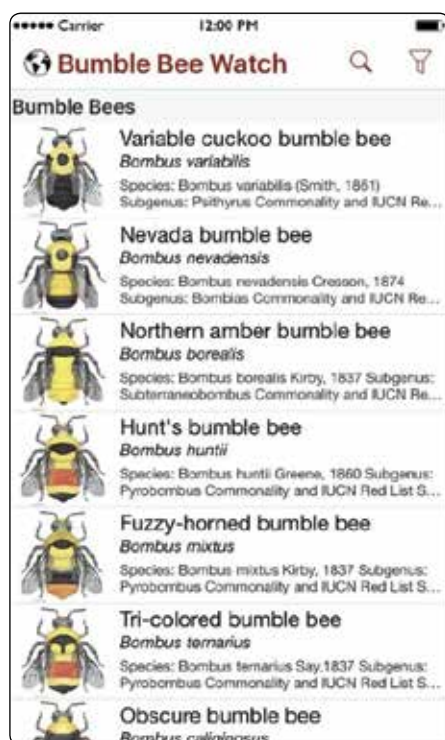 Carrier 12:00 PM
Bumble Bee Watch
Bumble Bees
Variable cuckoo bumble bee
Bombus variabilis
Species: Bombus variabilis (Smith, 1861)
Subgenus: Psithyrus Commonality and IUCN Re...
Nevada bumble bee
Bombus nevadensis
Species: Bombus nevadensis Cresson, 1874
Subgenus: Bombias Commonality and IUCN Re...
Northern amber bumble bee
Bombus borealis
Species: Bombus borealis Kirby, 1837 Subgenus:
Subterraneobombus Commonality and IUCN Re...
Hunt's bumble bee
Bombus huntii
Species: Bombus huntii Greene, 1860 Subgenus:
Pyrobombus Commonality and IUCN Red List S...
Fuzzy-horned bumble bee
Bombus mixtus
Species: Bombus mixtus Kirby, 1837 Subgenus:
Pyrobombus Commonality and IUCN Red List S...
Tri-colored bumble bee
Bombus ternarius
Species: Bombus ternarius Say,1837 Subgenus:
Pyrobombus Commonality and IUCN Red List S...
Obscure bumble bee
Bombus caliginosus